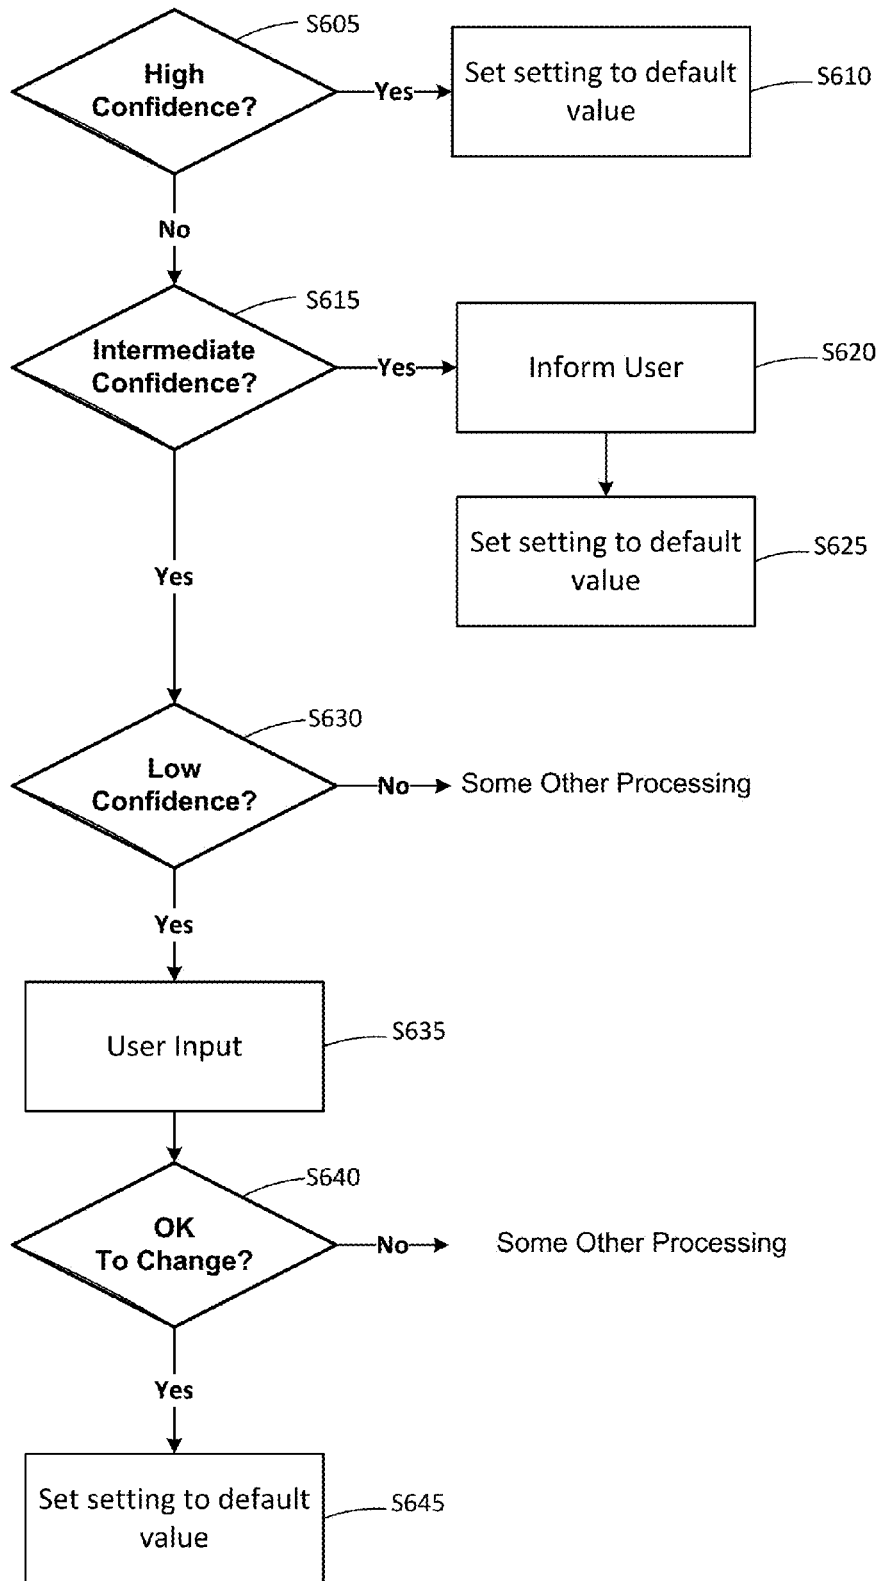 S605
High
Confidence?
Yes
Set setting to default
value
S610
No
S615
Intermediate
Confidence?
Yes
Inform User
S620
Set setting to default
value
S625
Yes
S630
Low
Confidence?
No
Some Other Processing
Yes
User Input
S635
S640
OK
To Change?
No
Some Other Processing
Yes
Set setting to default
value
S645